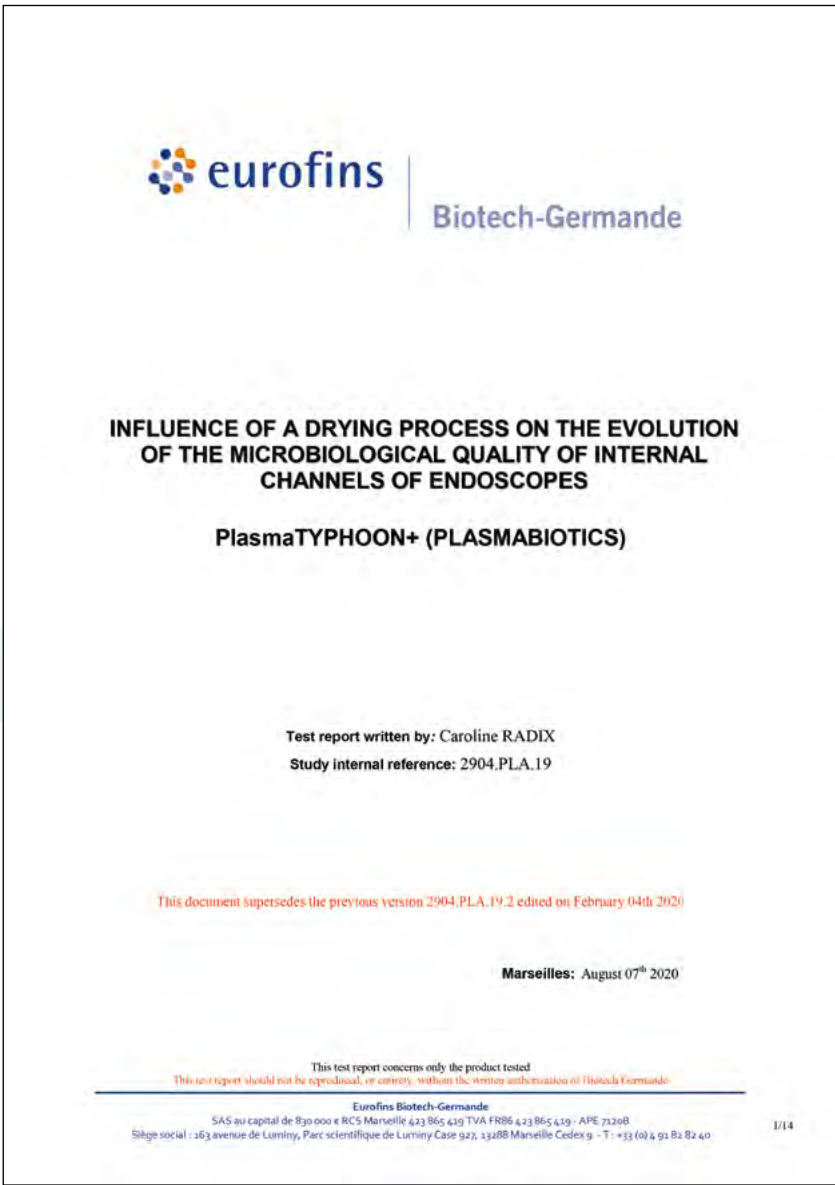 eurofins
Biotech-Germande
INFLUENCE OF A DRYING PROCESS ON THE EVOLUTION
OF THE MICROBIOLOGICAL QUALITY OF INTERNAL
CHANNELS OF ENDOSCOPES
PlasmaTYPHOON+ (PLASMABIOTICS)
Test report written by: Caroline RADIX
Study internal reference: 2904.PLA.19
This document supersedes the previous version 2904.PLA.19.2 edited on February 04th 2020
Marseilles: August 07th 2020
This test report concerns only the product tested
This test report should not be reproduced, or entirety, without the written authorization of Biotech Germande
Eurofins Biotech-Germande
SAS au capital de 830 000 € RCS Marseille 423 865 419 TVA FR86 423 865 419 - APE 7120B
Siège social : 163 avenue de Luminy, Parc scientifique de Luminy Case 927, 13288 Marseille Cedex 9 - T : +33 (0) 4 91 82 82 40
1/14